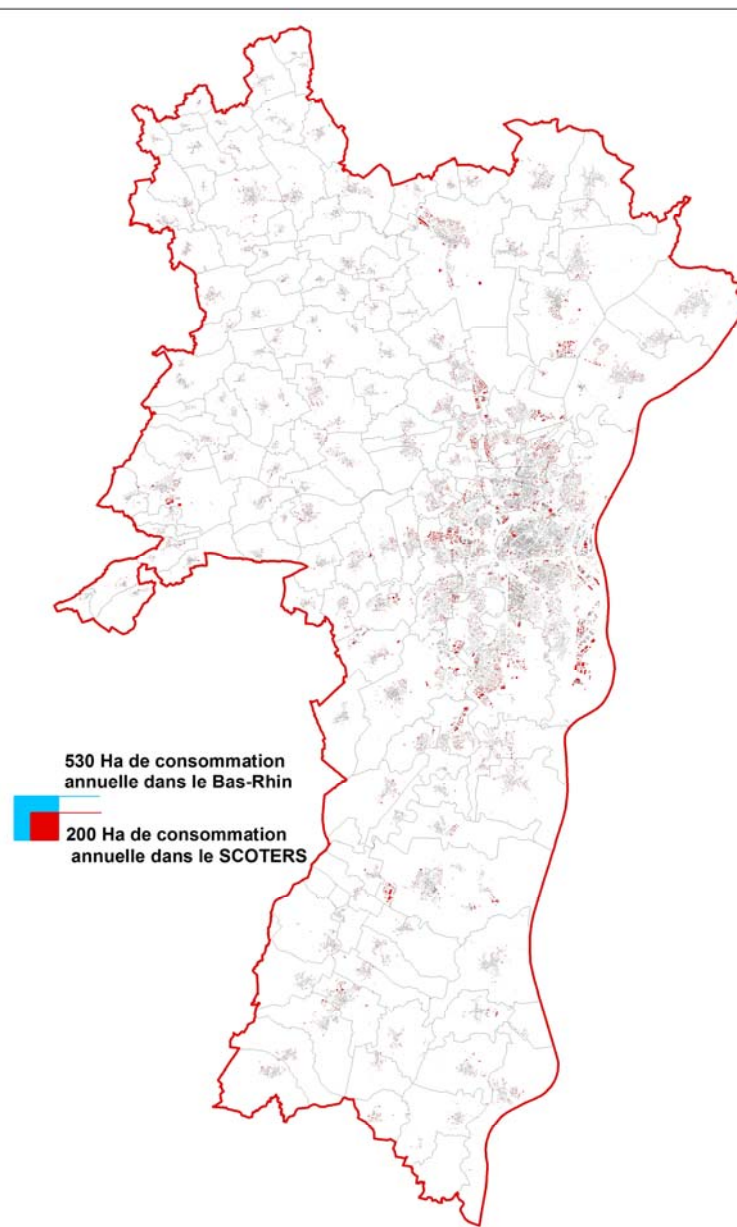 530 Ha de consommation
annuelle dans le Bas-Rhin
200 Ha de consommation
annuelle dans le SCOTERS